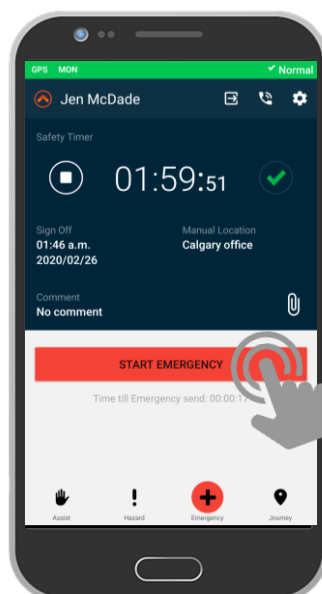 GPS MON Normal
Jen McDade
Safety Timer
01:59:51
Sign Off Manual Location
01:46 a.m. Calgary office
2020/02/26
Comment
No comment
START EMERGENCY
Time till Emergency send: 00:00:17
Assist Hazard Emergency Journey